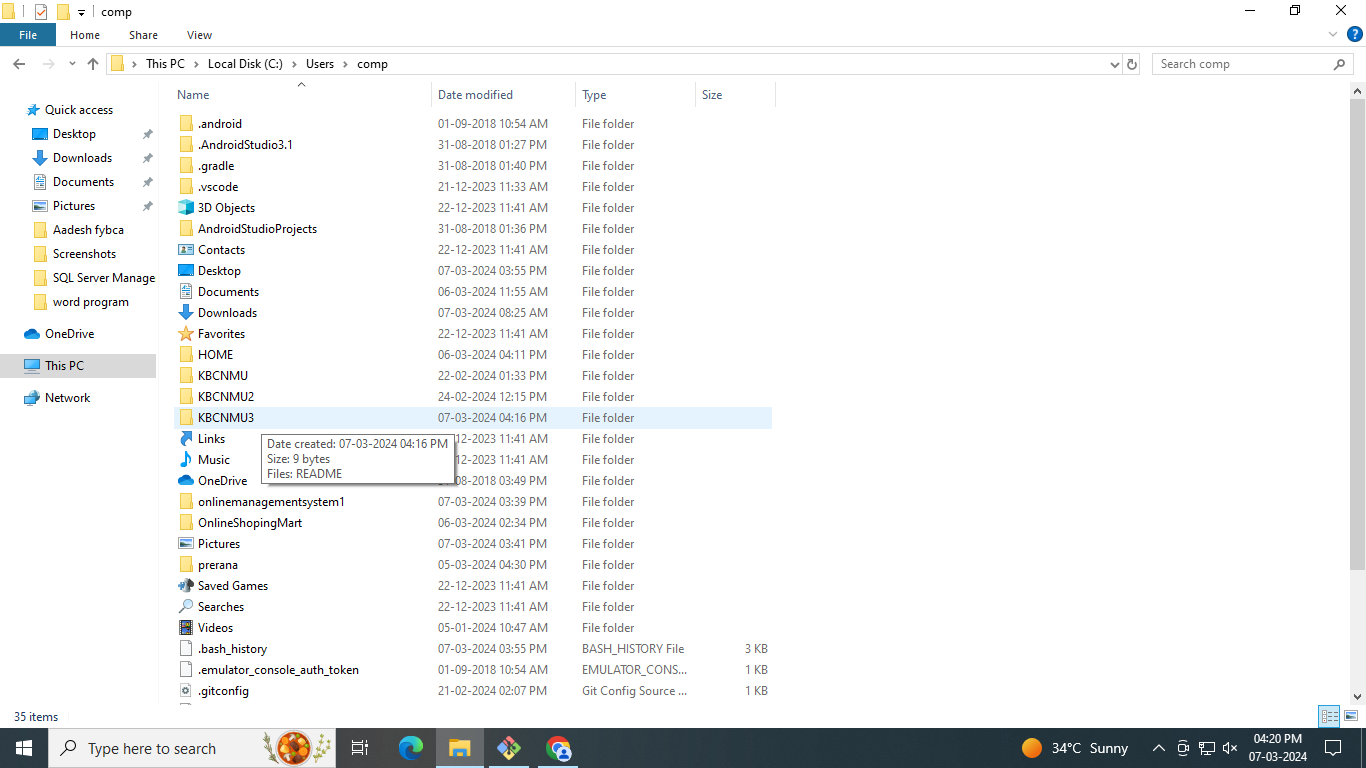 comp
File Home Share View
This PC Local Disk (C:) Users comp Search comp
Name Date modified Type Size
Quick access
Desktop
Downloads
Documents
Pictures
Aadesh fybca
Screenshots
SQL Server Manage
word program
OneDrive
This PC
Network
.android 01-09-2018 10:54 AM File folder
.AndroidStudio3.1 31-08-2018 01:27 PM File folder
.gradle 31-08-2018 01:40 PM File folder
.vscode 21-12-2023 11:33 AM File folder
3D Objects 22-12-2023 11:41 AM File folder
AndroidStudioProjects 31-08-2018 01:36 PM File folder
Contacts 22-12-2023 11:41 AM File folder
Desktop 07-03-2024 03:55 PM File folder
Documents 06-03-2024 11:55 AM File folder
Downloads 07-03-2024 08:25 AM File folder
Favorites 22-12-2023 11:41 AM File folder
HOME 06-03-2024 04:11 PM File folder
KBCNMU 22-02-2024 01:33 PM File folder
KBCNMU2 24-02-2024 12:15 PM File folder
KBCNMU3 07-03-2024 04:16 PM File folder
Links -12-2023 11:41 AM File folder
Music -12-2023 11:41 AM File folder
OneDrive -08-2018 03:49 PM File folder
Date created: 07-03-2024 04:16 PM
Size: 9 bytes
Files: README
onlinemanagementsystem1 07-03-2024 03:39 PM File folder
OnlineShopingMart 06-03-2024 02:34 PM File folder
Pictures 07-03-2024 03:41 PM File folder
prerana 05-03-2024 04:30 PM File folder
Saved Games 22-12-2023 11:41 AM File folder
Searches 22-12-2023 11:41 AM File folder
Videos 05-01-2024 10:47 AM File folder
.bash_history 07-03-2024 03:55 PM BASH_HISTORY File 3 KB
.emulator_console_auth_token 01-09-2018 10:54 AM EMULATOR_CONS... 1 KB
.gitconfig 21-02-2024 02:07 PM Git Config Source ... 1 KB
35 items
Type here to search
34°C Sunny
04:20 PM
07-03-2024